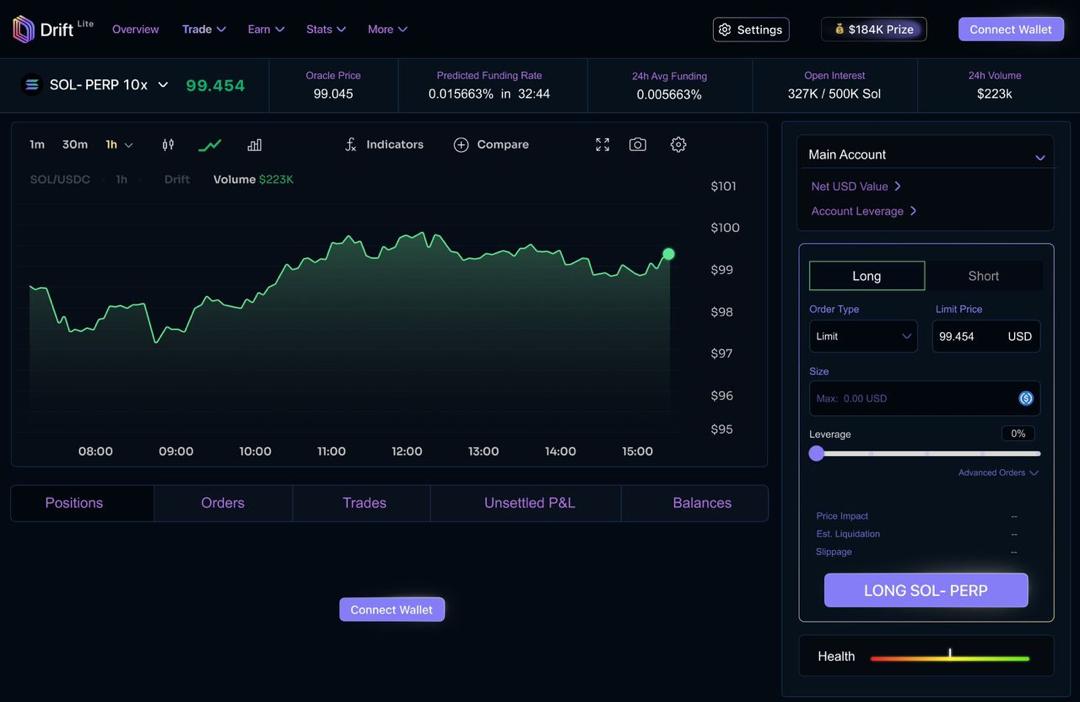 Drift Lite Overview Trade Earn Stats More Settings $184K Prize Connect Wallet
SOL- PERP 10x 99.454
Oracle Price
99.045
Predicted Funding Rate
0.015663% in 32:44
24h Avg Funding
0.005663%
Open Interest
327K / 500K Sol
24h Volume
$223k
1m 30m 1h Indicators Compare
SOL/USDC · 1h · Drift Volume $223K
$101
$100
$99
$98
$97
$96
$95
08:00 09:00 10:00 11:00 12:00 13:00 14:00 15:00
Positions Orders Trades Unsettled P&L Balances
Connect Wallet
Main Account
Net USD Value
Account Leverage
Long Short
Order Type Limit Price
Limit 99.454 USD
Size
Max: 0.00 USD
Leverage 0%
Advanced Orders
Price Impact --
Est. Liquidation --
Slippage --
LONG SOL- PERP
Health